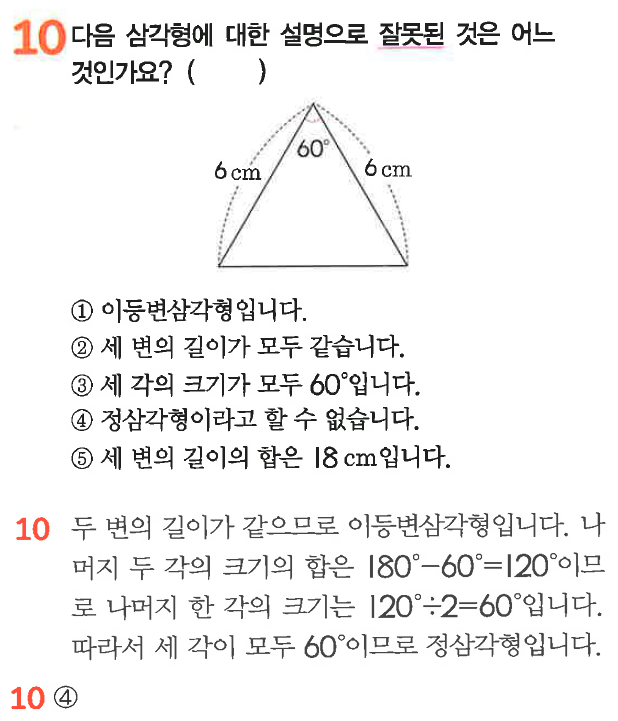 10 다음 삼각형에 대한 설명으로 잘못된 것은 어느
것인가요? (      )
60°
6 cm 6 cm
① 이등변삼각형입니다.
② 세 변의 길이가 모두 같습니다.
③ 세 각의 크기가 모두 60°입니다.
④ 정삼각형이라고 할 수 없습니다.
⑤ 세 변의 길이의 합은 18 cm입니다.
10 두 변의 길이가 같으므로 이등변삼각형입니다. 나
머지 두 각의 크기의 합은 180°−60°=120°이므
로 나머지 한 각의 크기는 120°÷2=60°입니다.
따라서 세 각이 모두 60°이므로 정삼각형입니다.
10 ④